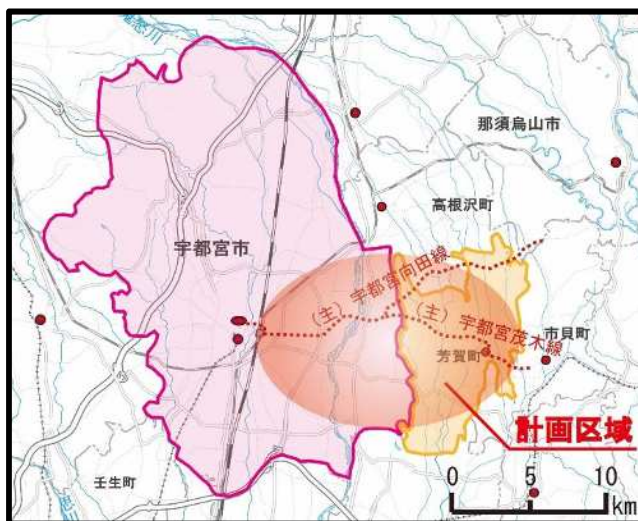 那須烏山市
高根沢町
宇都宮市
(主)宇都宮向田線
(主)宇都宮茂木線
市貝町
芳賀町
計画区域
壬生町
0 5 10
km